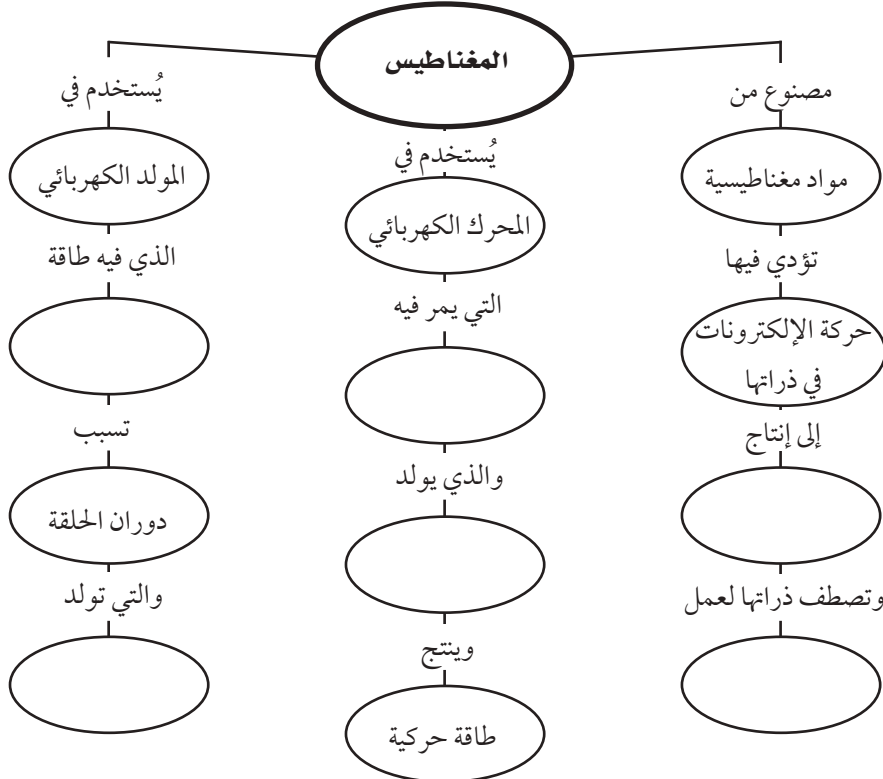 المغناطيس
مصنوع من
مواد مغناطيسية
تؤدي فيها
حركة الإلكترونات
في ذراتها
إلى إنتاج
وتصطف ذراتها لعمل
يُستخدم في
المحرك الكهربائي
التي يمر فيه
والذي يولد
وينتج
طاقة حركية
يُستخدم في
المولد الكهربائي
الذي فيه طاقة
تسبب
دوران الحلقة
والتي تولد